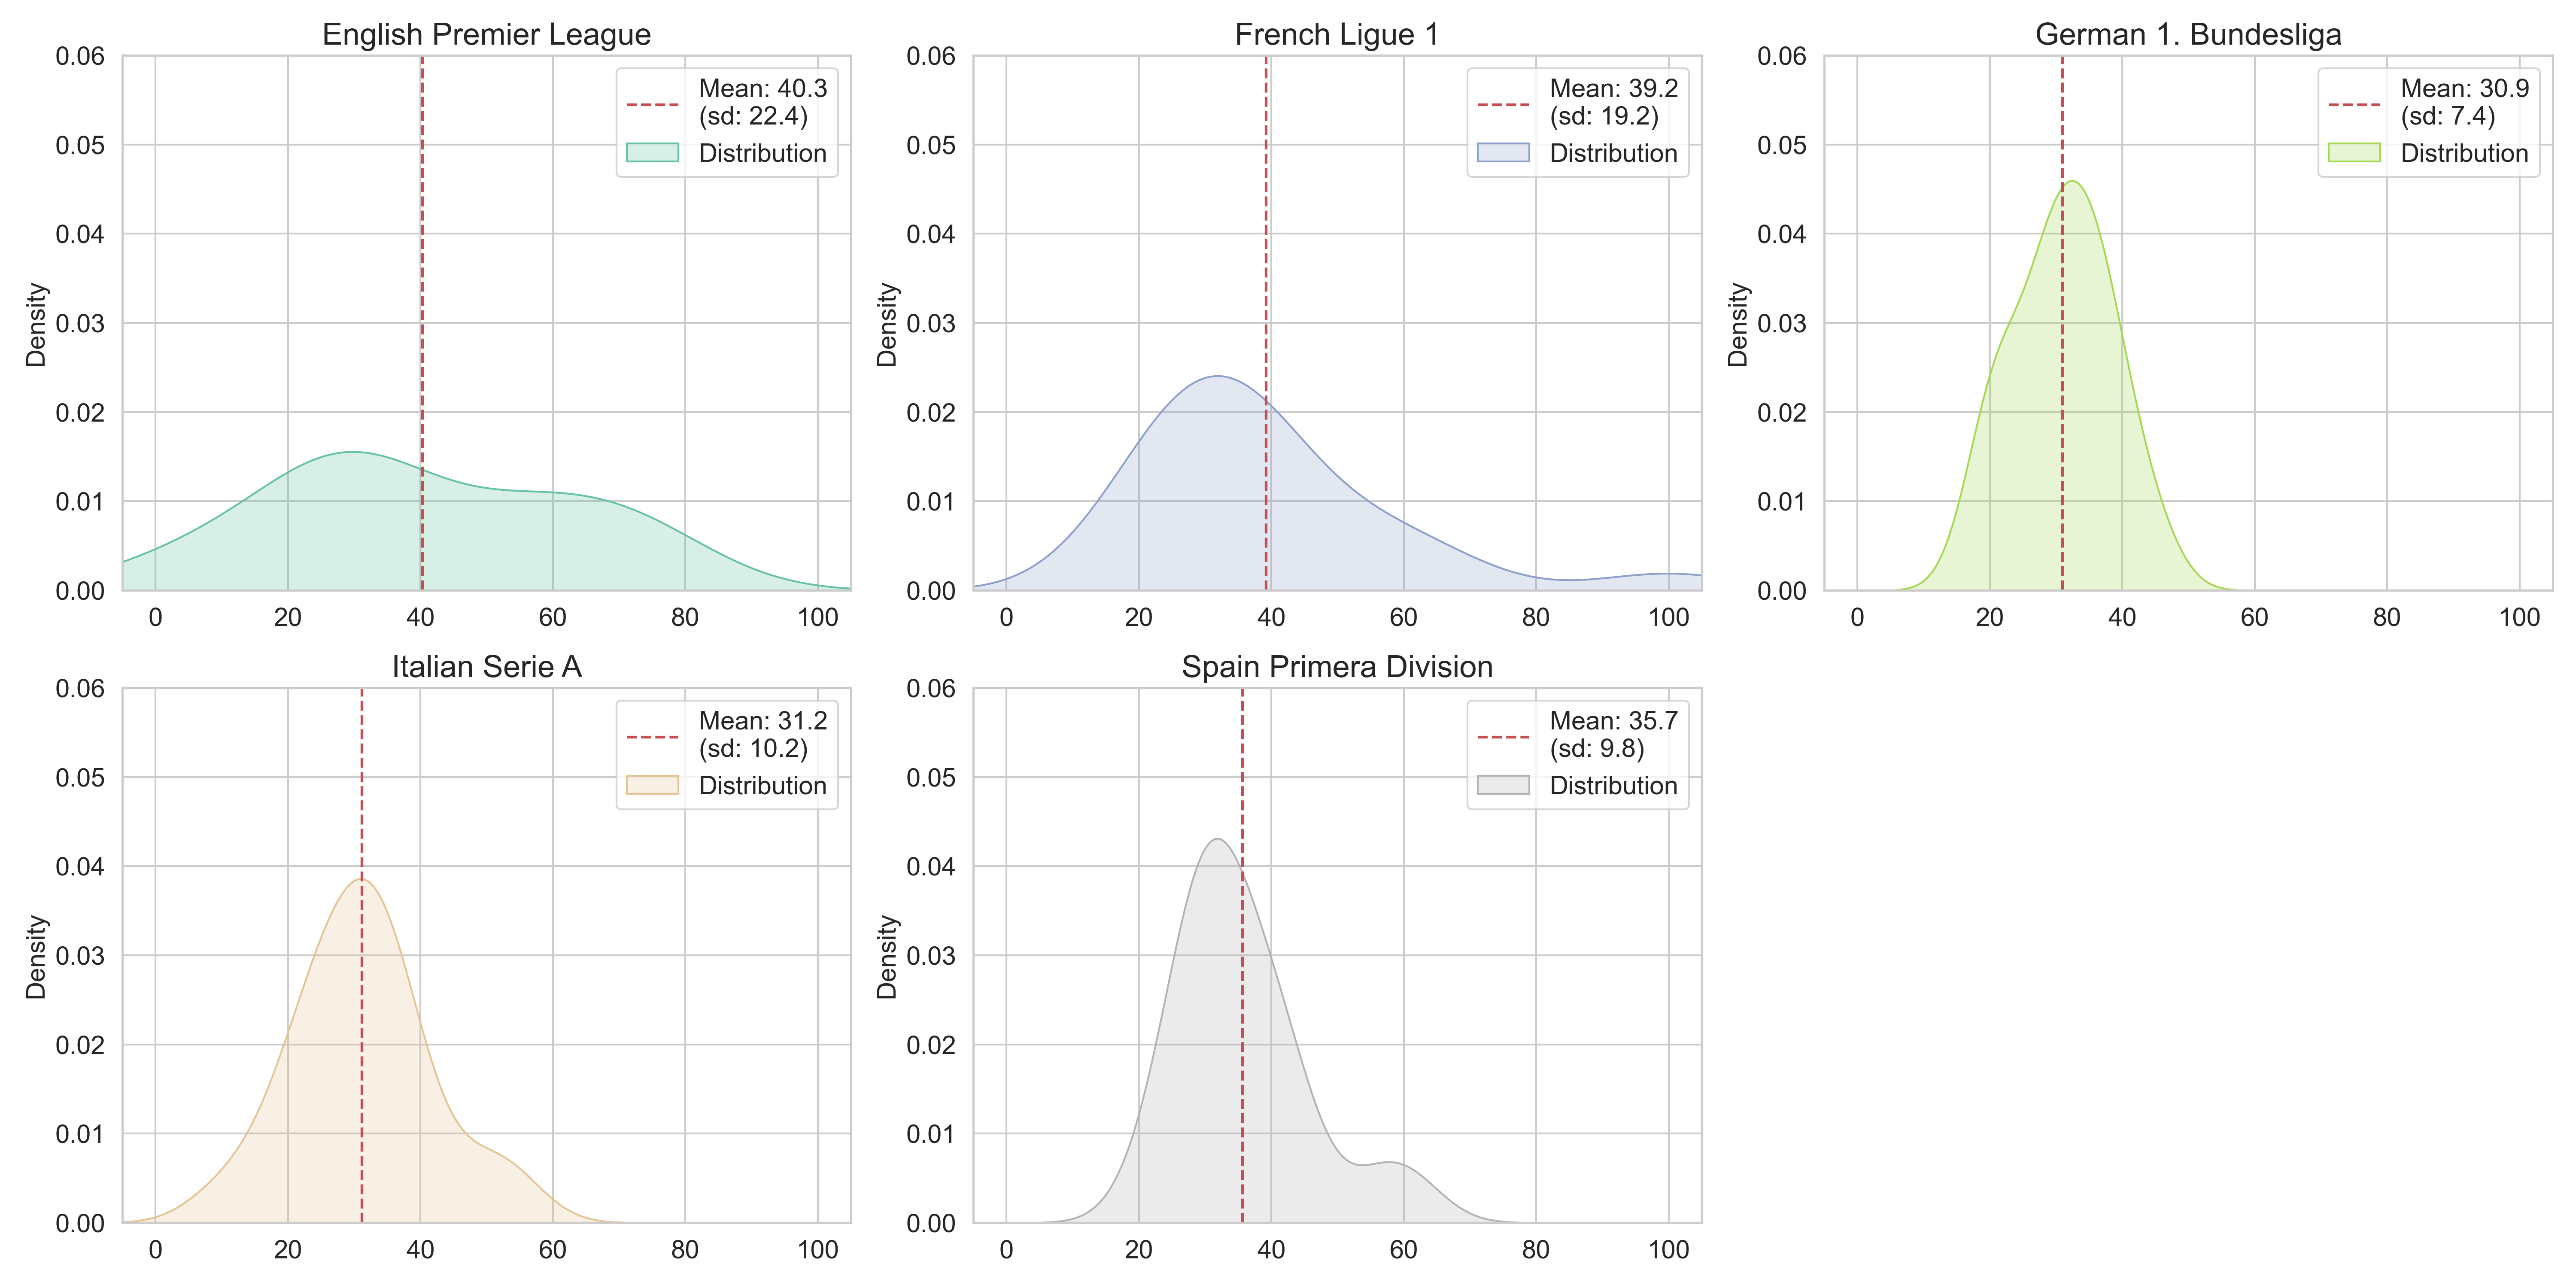 English Premier League
0.06
0.05
0.04
0.03
0.02
0.01
0.00
Density
0 20 40 60 80 100
Mean: 40.3
(sd: 22.4)
Distribution
French Ligue 1
0.06
0.05
0.04
0.03
0.02
0.01
0.00
Density
0 20 40 60 80 100
Mean: 39.2
(sd: 19.2)
Distribution
German 1. Bundesliga
0.06
0.05
0.04
0.03
0.02
0.01
0.00
Density
0 20 40 60 80 100
Mean: 30.9
(sd: 7.4)
Distribution
Italian Serie A
0.06
0.05
0.04
0.03
0.02
0.01
0.00
Density
0 20 40 60 80 100
Mean: 31.2
(sd: 10.2)
Distribution
Spain Primera Division
0.06
0.05
0.04
0.03
0.02
0.01
0.00
Density
0 20 40 60 80 100
Mean: 35.7
(sd: 9.8)
Distribution